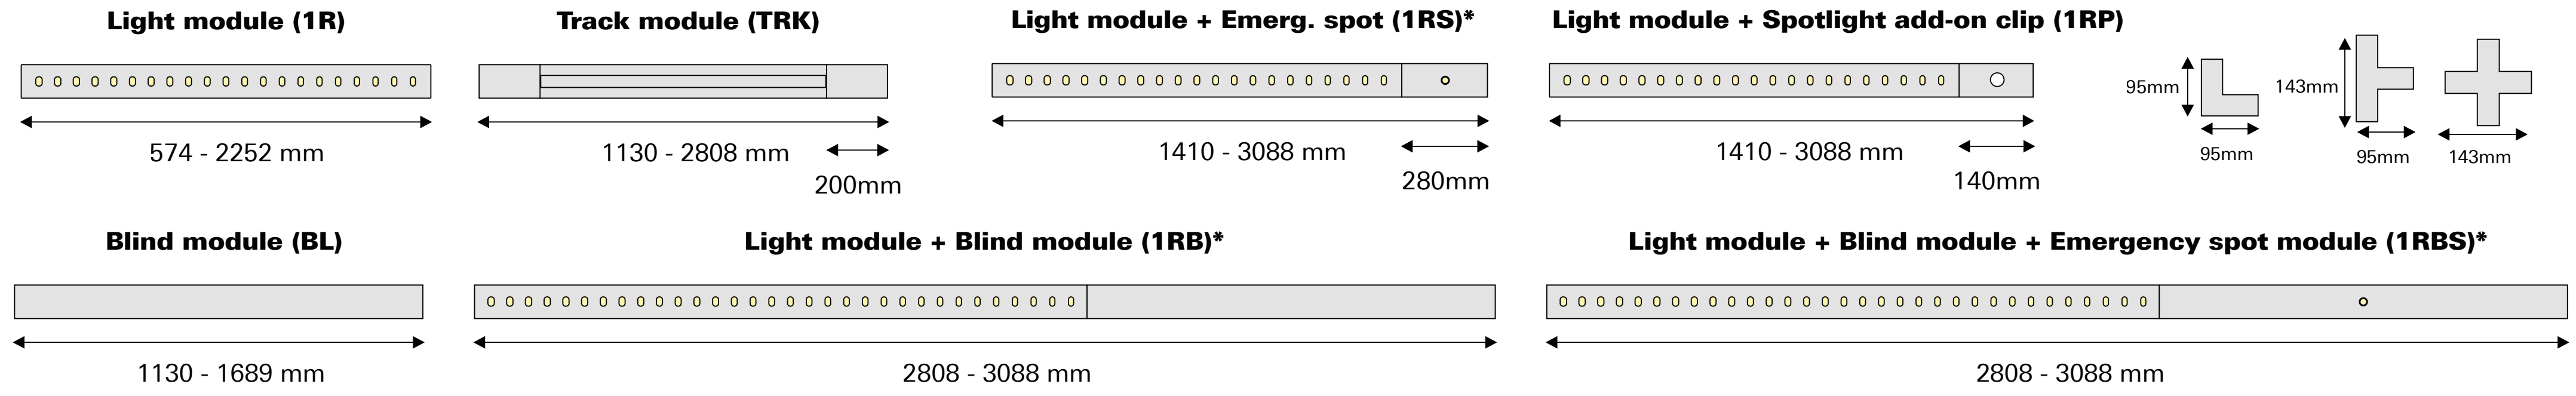 Light module (1R)
574 - 2252 mm
Track module (TRK)
1130 - 2808 mm
200mm
Light module + Emerg. spot (1RS)*
1410 - 3088 mm
280mm
Light module + Spotlight add-on clip (1RP)
1410 - 3088 mm
140mm
95mm
95mm
143mm
95mm
143mm
Blind module (BL)
1130 - 1689 mm
Light module + Blind module (1RB)*
2808 - 3088 mm
Light module + Blind module + Emergency spot module (1RBS)*
2808 - 3088 mm